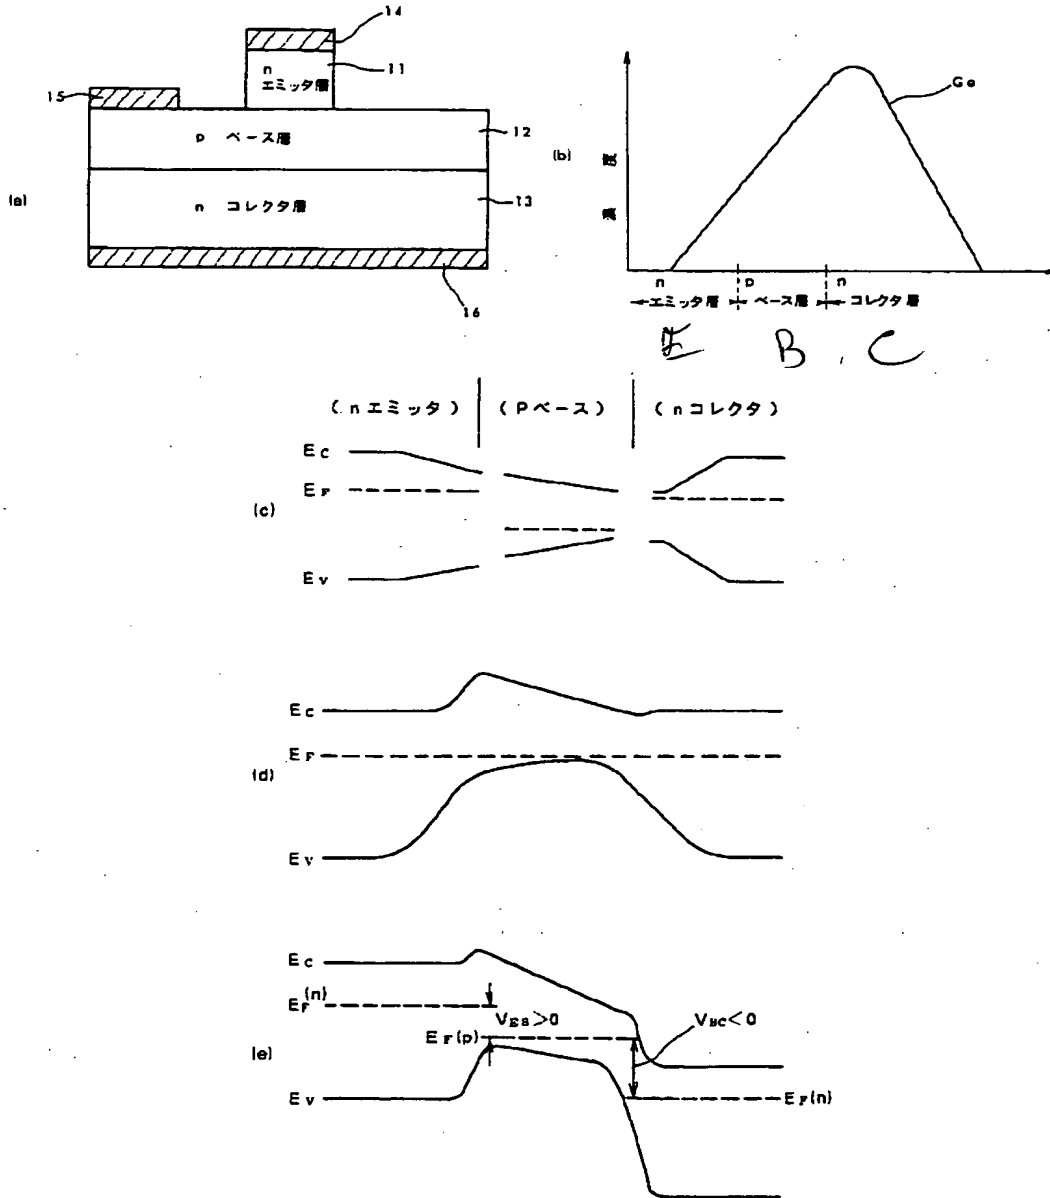 (a)
14
n
エミッタ層
11
15
p ベース層
12
n コレクタ層
13
16
(b)
濃度
Ge
n p n
エミッタ層 ベース層 コレクタ層
E B C
(nエミッタ) (Pベース) (nコレクタ)
(c)
EC
EF
EV
(d)
EC
EF
EV
(e)
EC
EF(n)
VEB>0
VBC<0
EF(p)
EV
EF(n)